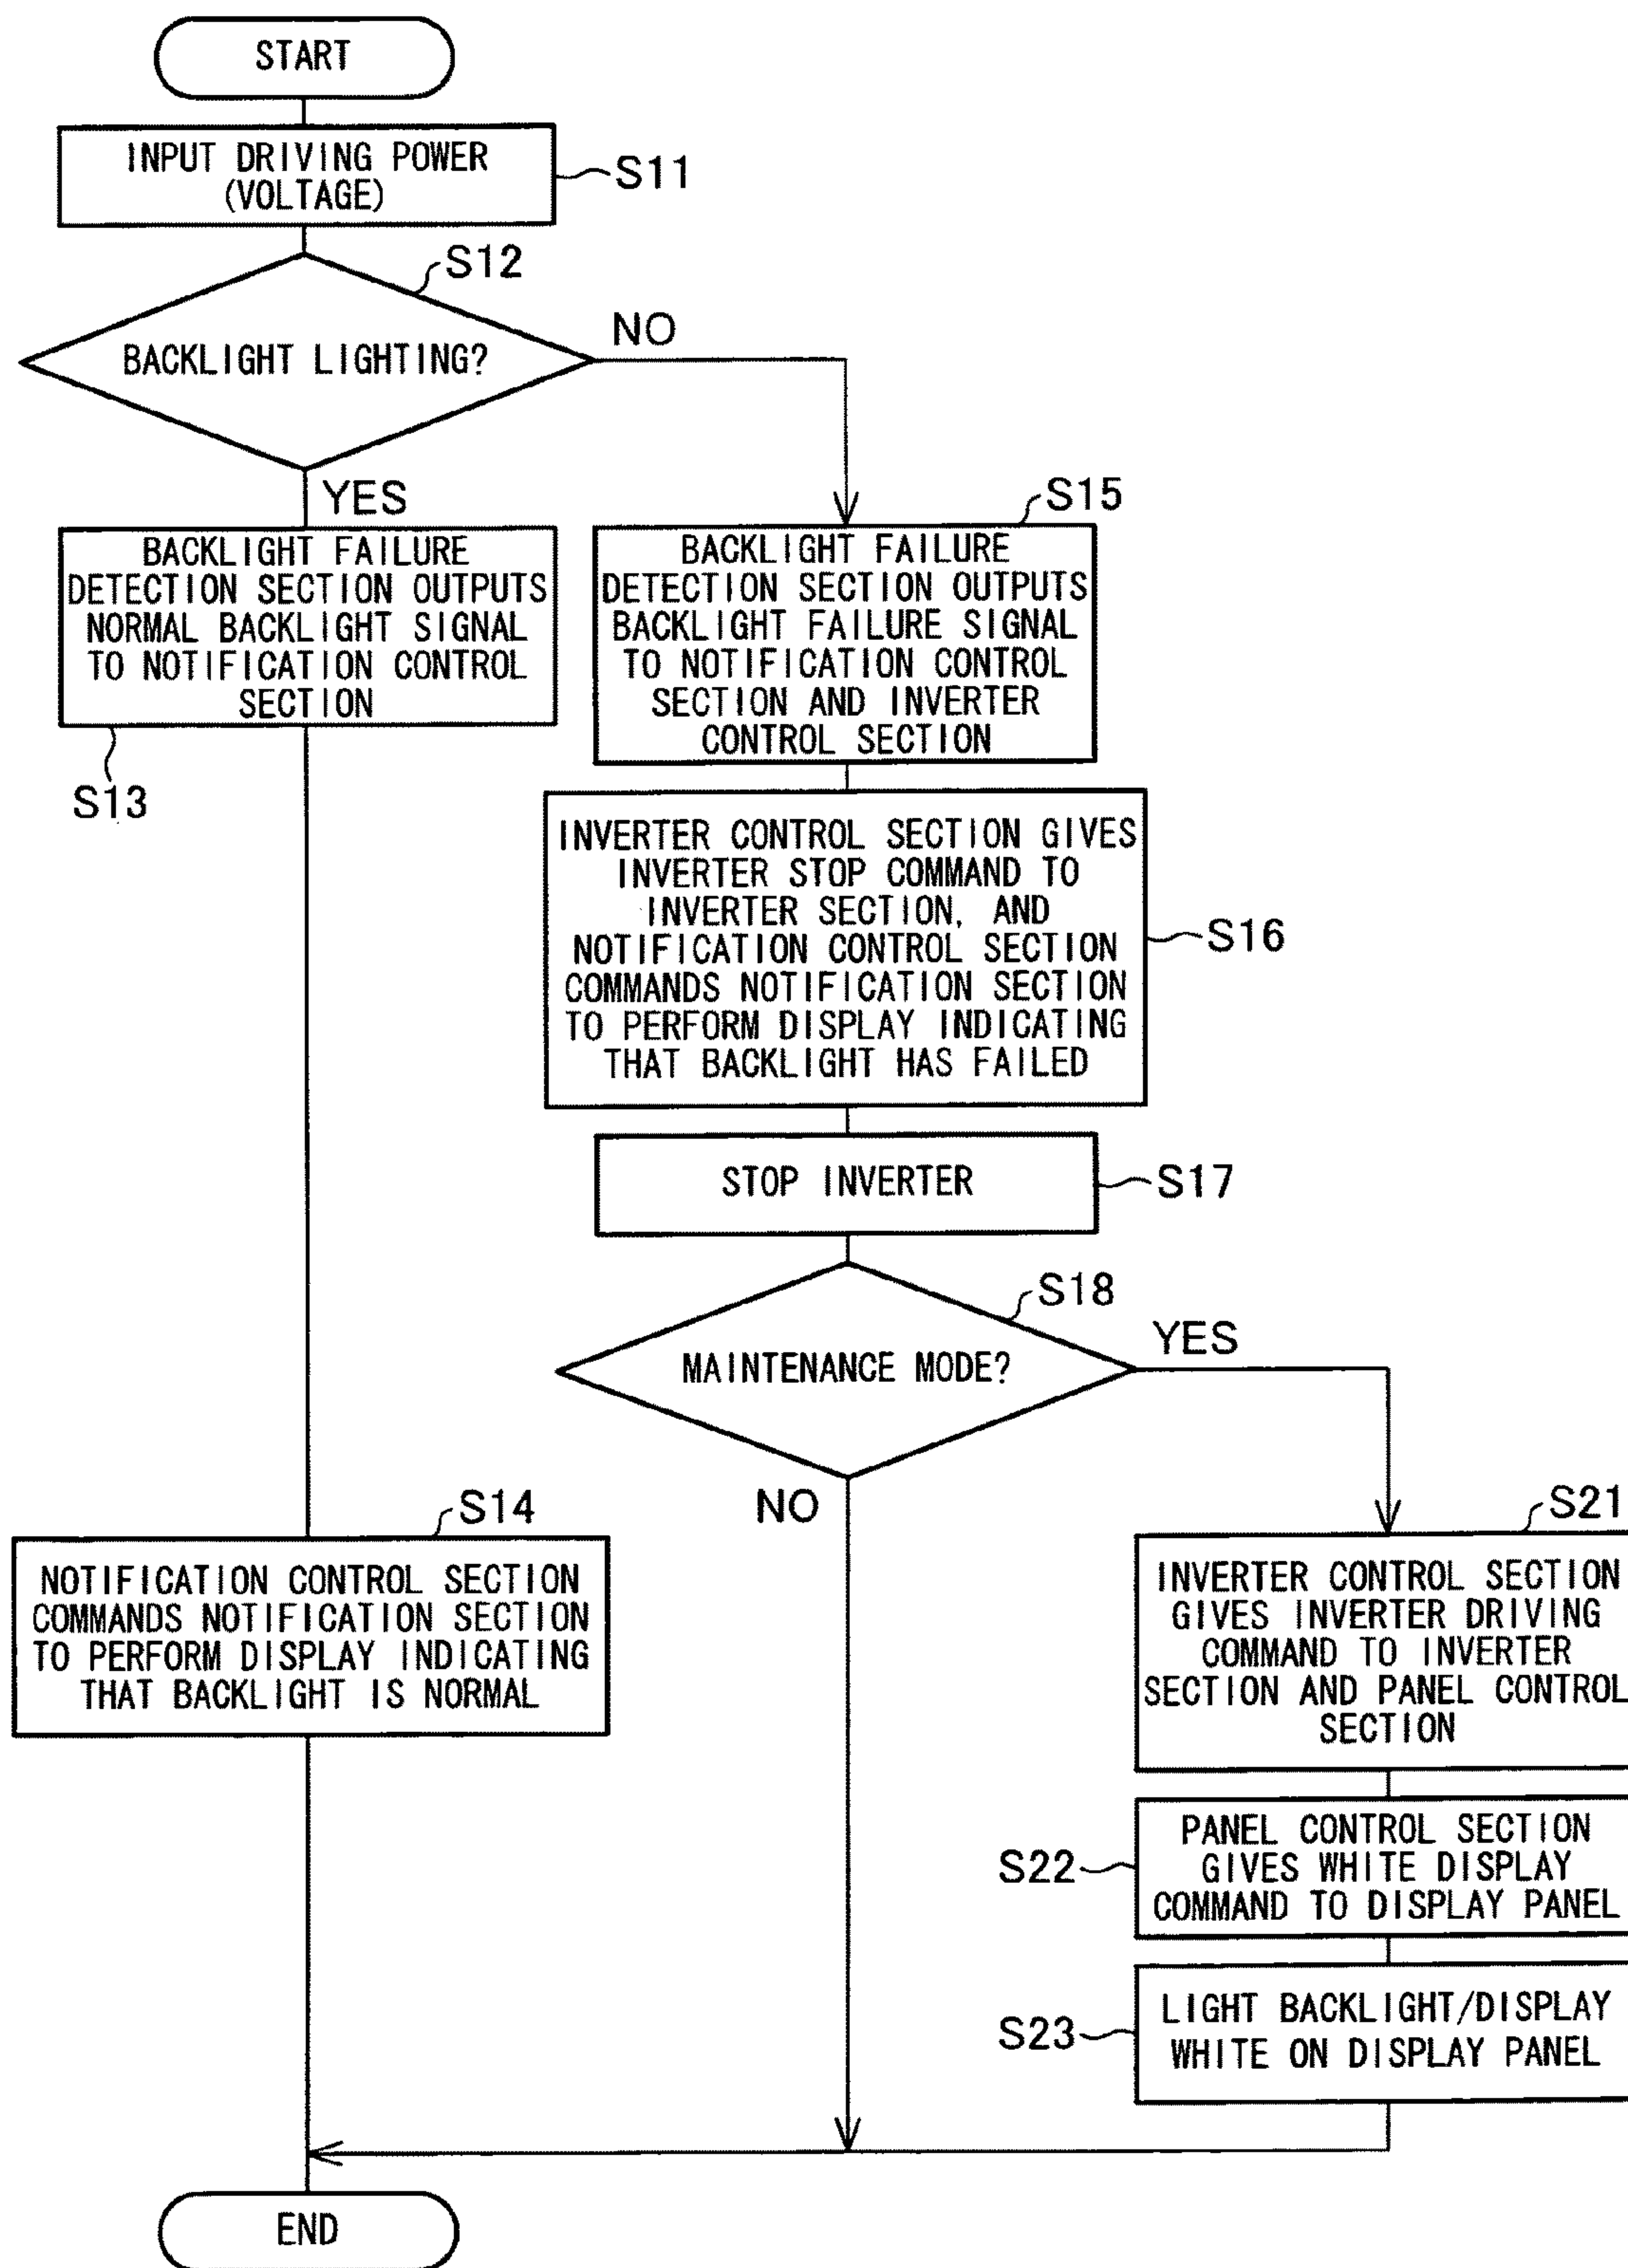 START
INPUT DRIVING POWER
(VOLTAGE)
S11
S12
BACKLIGHT LIGHTING?
NO
YES
BACKLIGHT FAILURE
DETECTION SECTION OUTPUTS
NORMAL BACKLIGHT SIGNAL
TO NOTIFICATION CONTROL
SECTION
S13
S15
BACKLIGHT FAILURE
DETECTION SECTION OUTPUTS
BACKLIGHT FAILURE SIGNAL
TO NOTIFICATION CONTROL
SECTION AND INVERTER
CONTROL SECTION
INVERTER CONTROL SECTION GIVES
INVERTER STOP COMMAND TO
INVERTER SECTION, AND
NOTIFICATION CONTROL SECTION
COMMANDS NOTIFICATION SECTION
TO PERFORM DISPLAY INDICATING
THAT BACKLIGHT HAS FAILED
S16
STOP INVERTER
S17
S18
MAINTENANCE MODE?
YES
NO
S14
NOTIFICATION CONTROL SECTION
COMMANDS NOTIFICATION SECTION
TO PERFORM DISPLAY INDICATING
THAT BACKLIGHT IS NORMAL
S21
INVERTER CONTROL SECTION
GIVES INVERTER DRIVING
COMMAND TO INVERTER
SECTION AND PANEL CONTROL
SECTION
S22
PANEL CONTROL SECTION
GIVES WHITE DISPLAY
COMMAND TO DISPLAY PANEL
S23
LIGHT BACKLIGHT/DISPLAY
WHITE ON DISPLAY PANEL
END